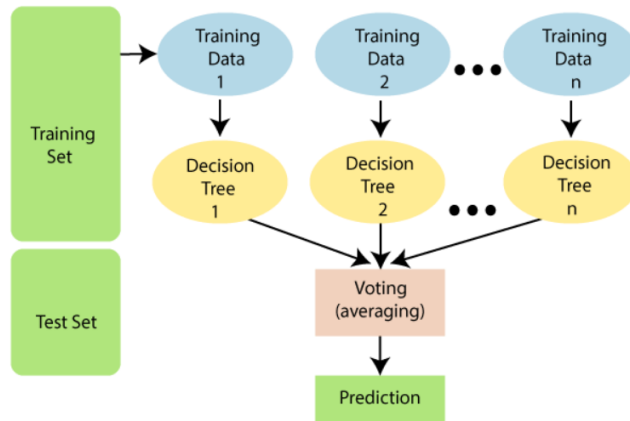 Training
Set
Test Set
Training
Data
1
Training
Data
2
Training
Data
n
Decision
Tree
1
Decision
Tree
2
Decision
Tree
n
Voting
(averaging)
Prediction